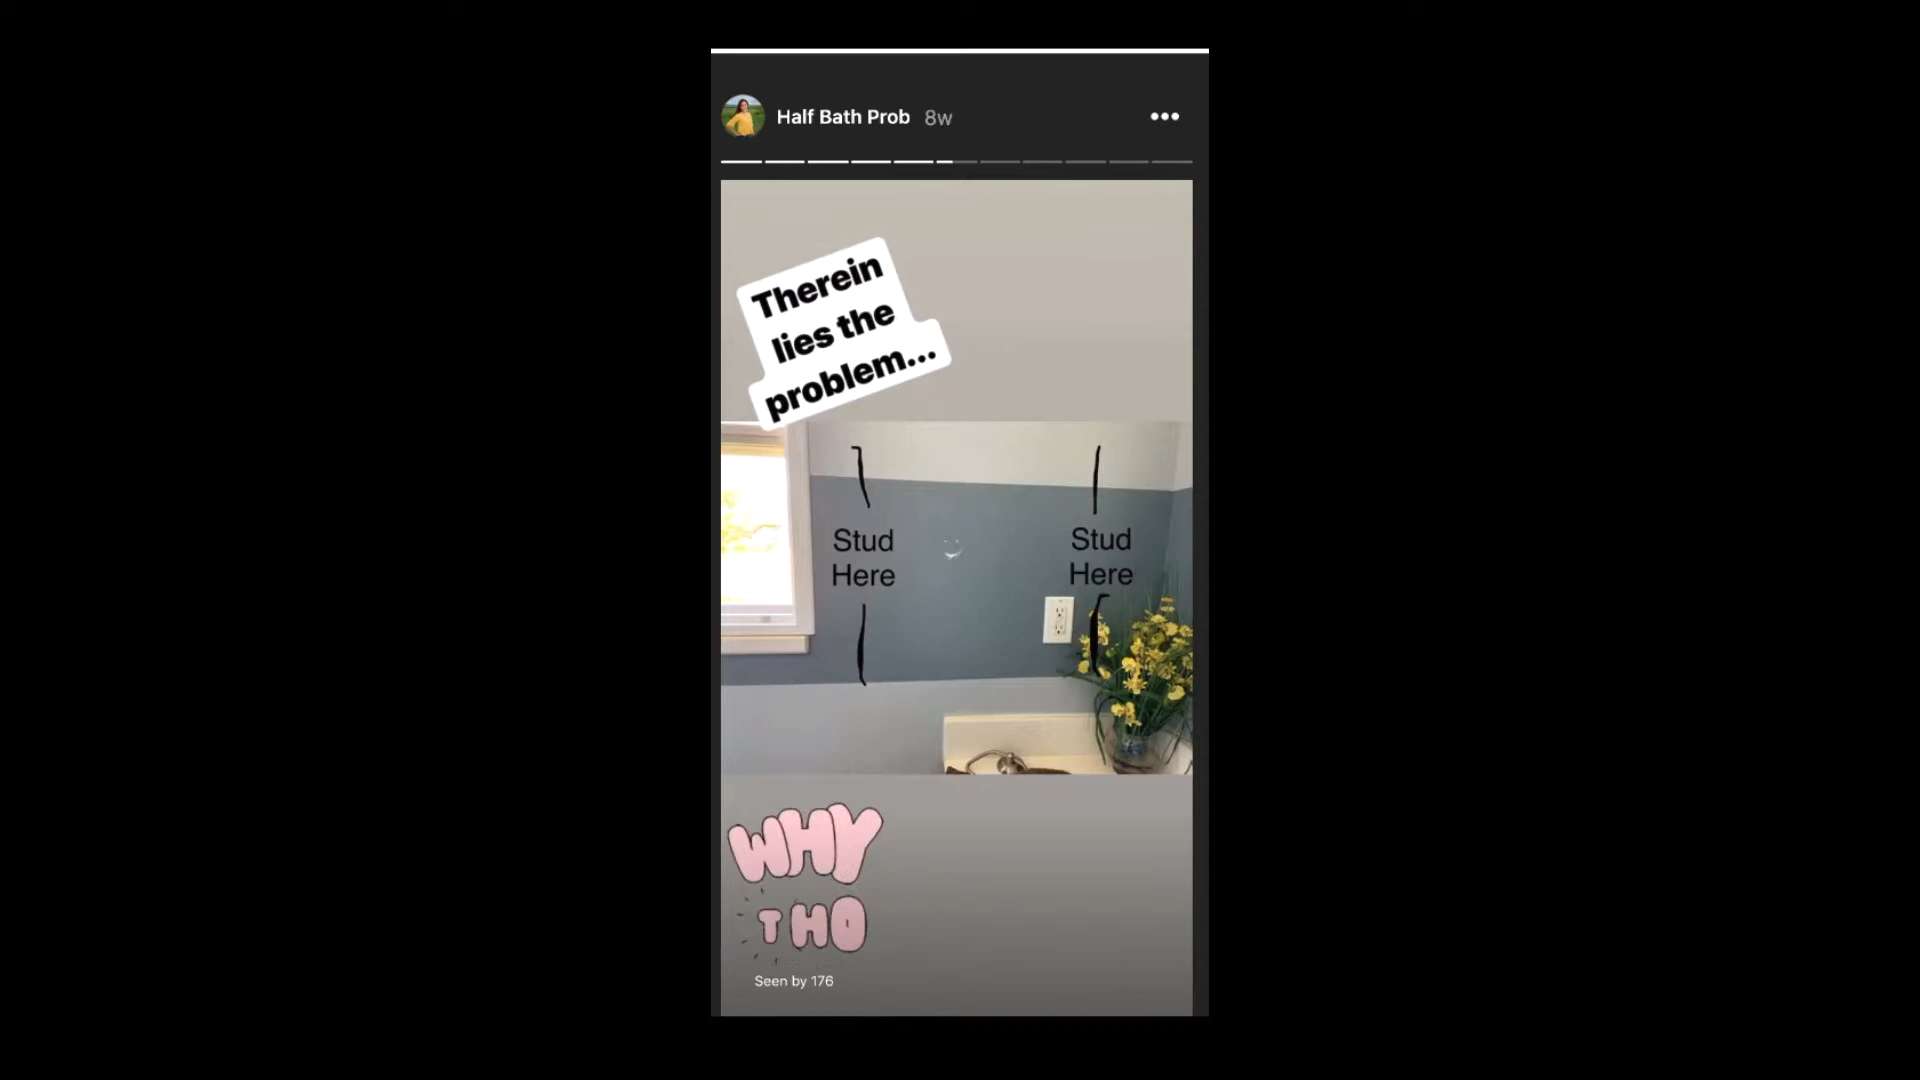 Half Bath Prob 8w
Therein
lies the
problem...
Stud
Here
Stud
Here
WHY
THO
Seen by 176